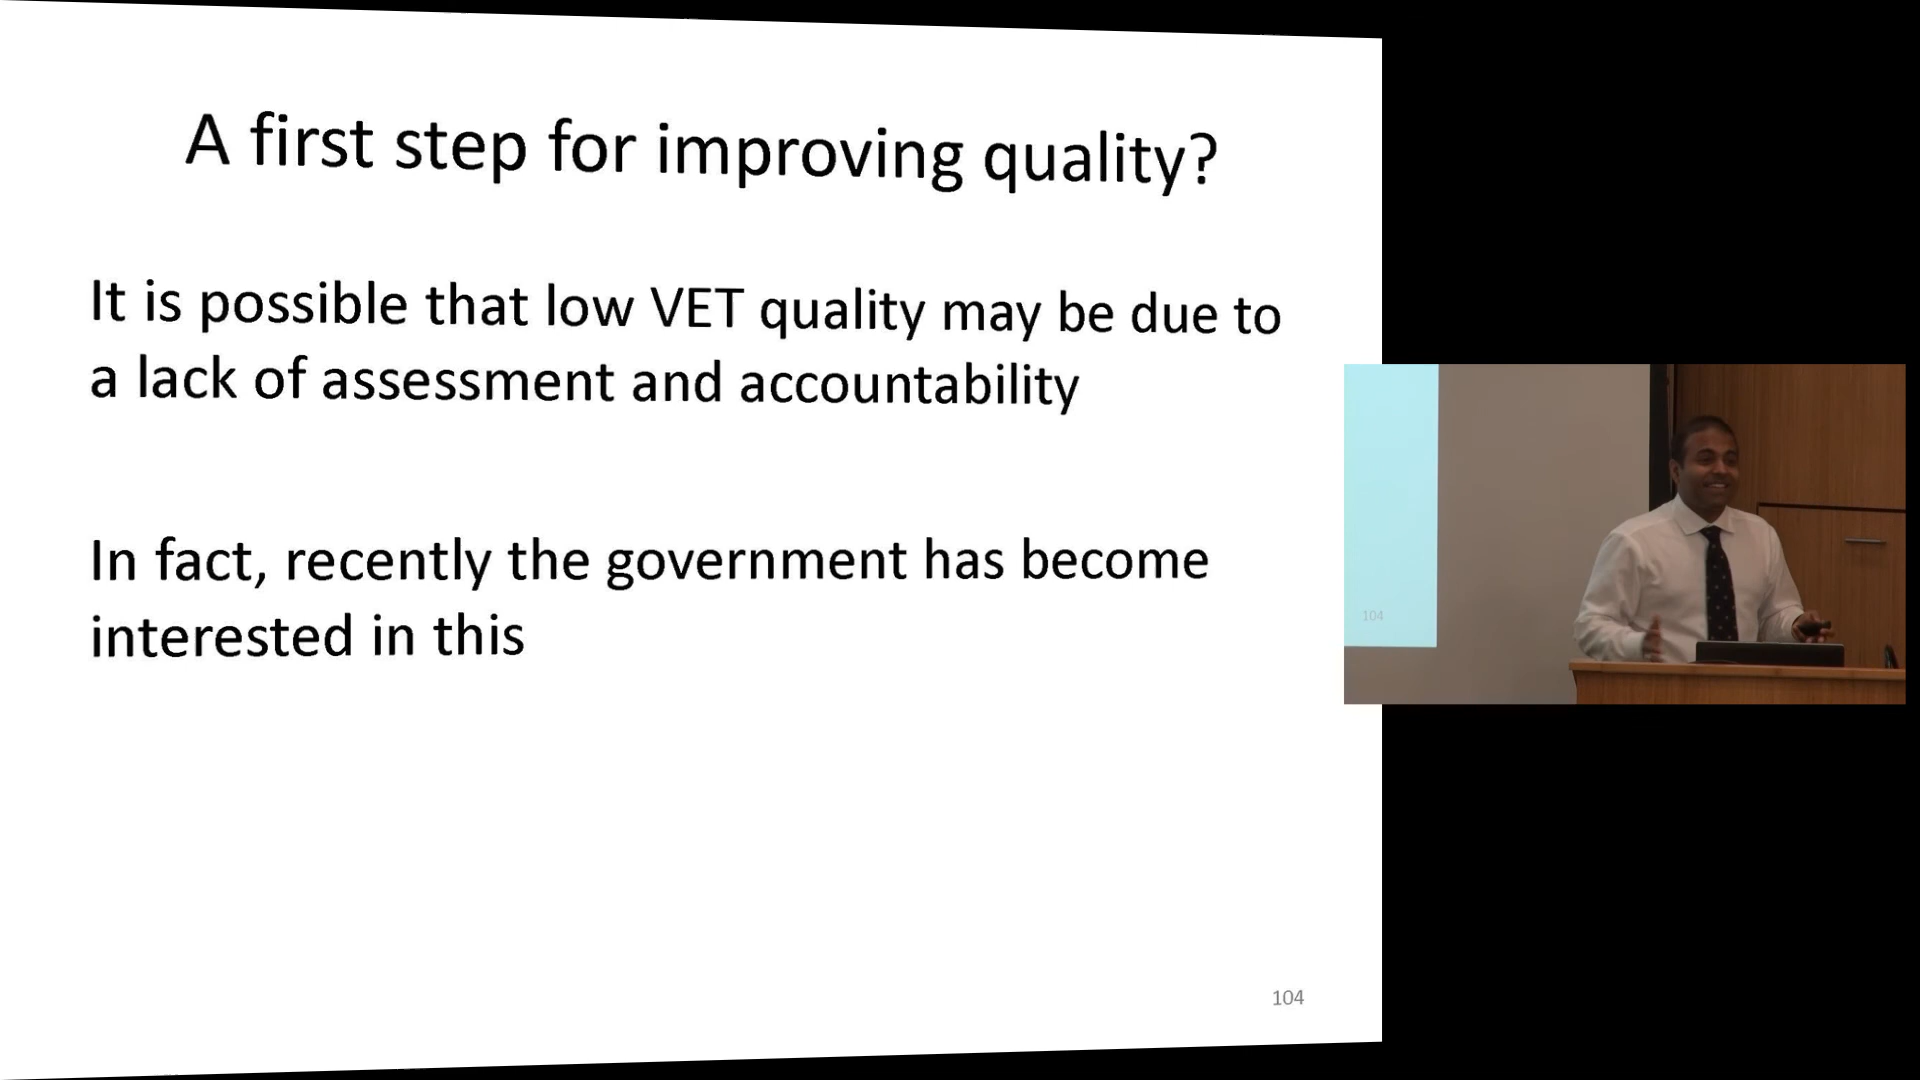 A first step for improving quality?
It is possible that low VET quality may be due to
a lack of assessment and accountability
In fact, recently the government has become
interested in this
104
104